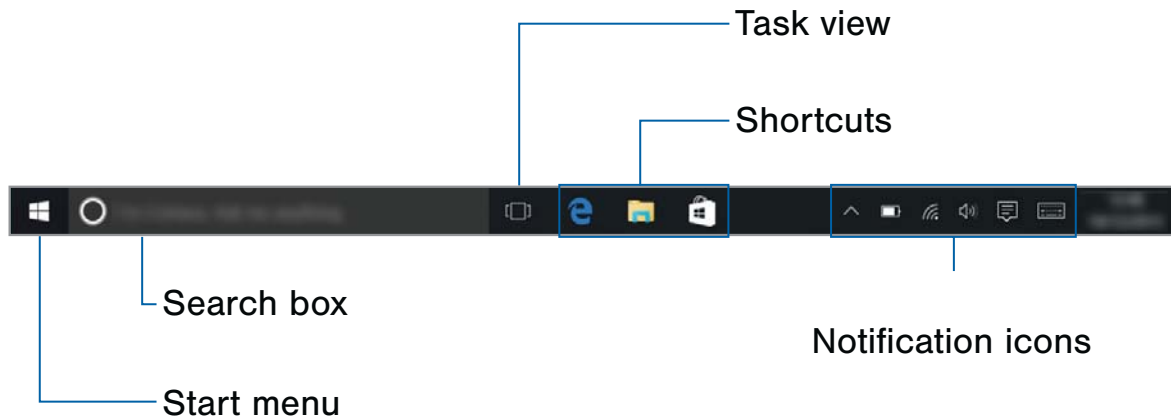 Task view
Shortcuts
Search box
Notification icons
Start menu